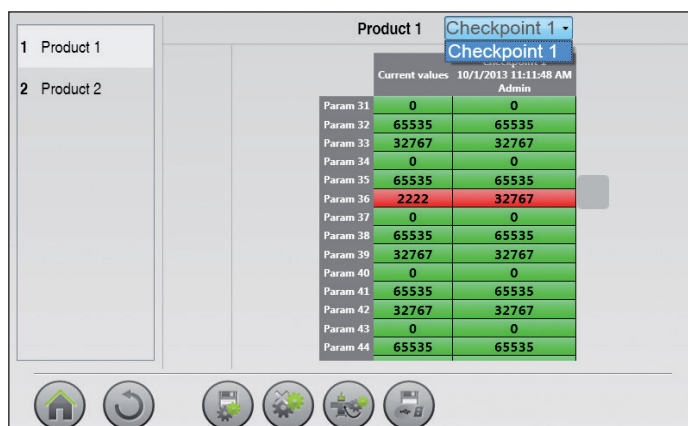 Product 1 Checkpoint 1
1 Product 1
2 Product 2
Checkpoint 1
Current values 10/1/2013 11:11:48 AM
Admin
Param 31 0 0
Param 32 65535 65535
Param 33 32767 32767
Param 34 0 0
Param 35 65535 65535
Param 36 2222 32767
Param 37 0 0
Param 38 65535 65535
Param 39 32767 32767
Param 40 0 0
Param 41 65535 65535
Param 42 32767 32767
Param 43 0 0
Param 44 65535 65535